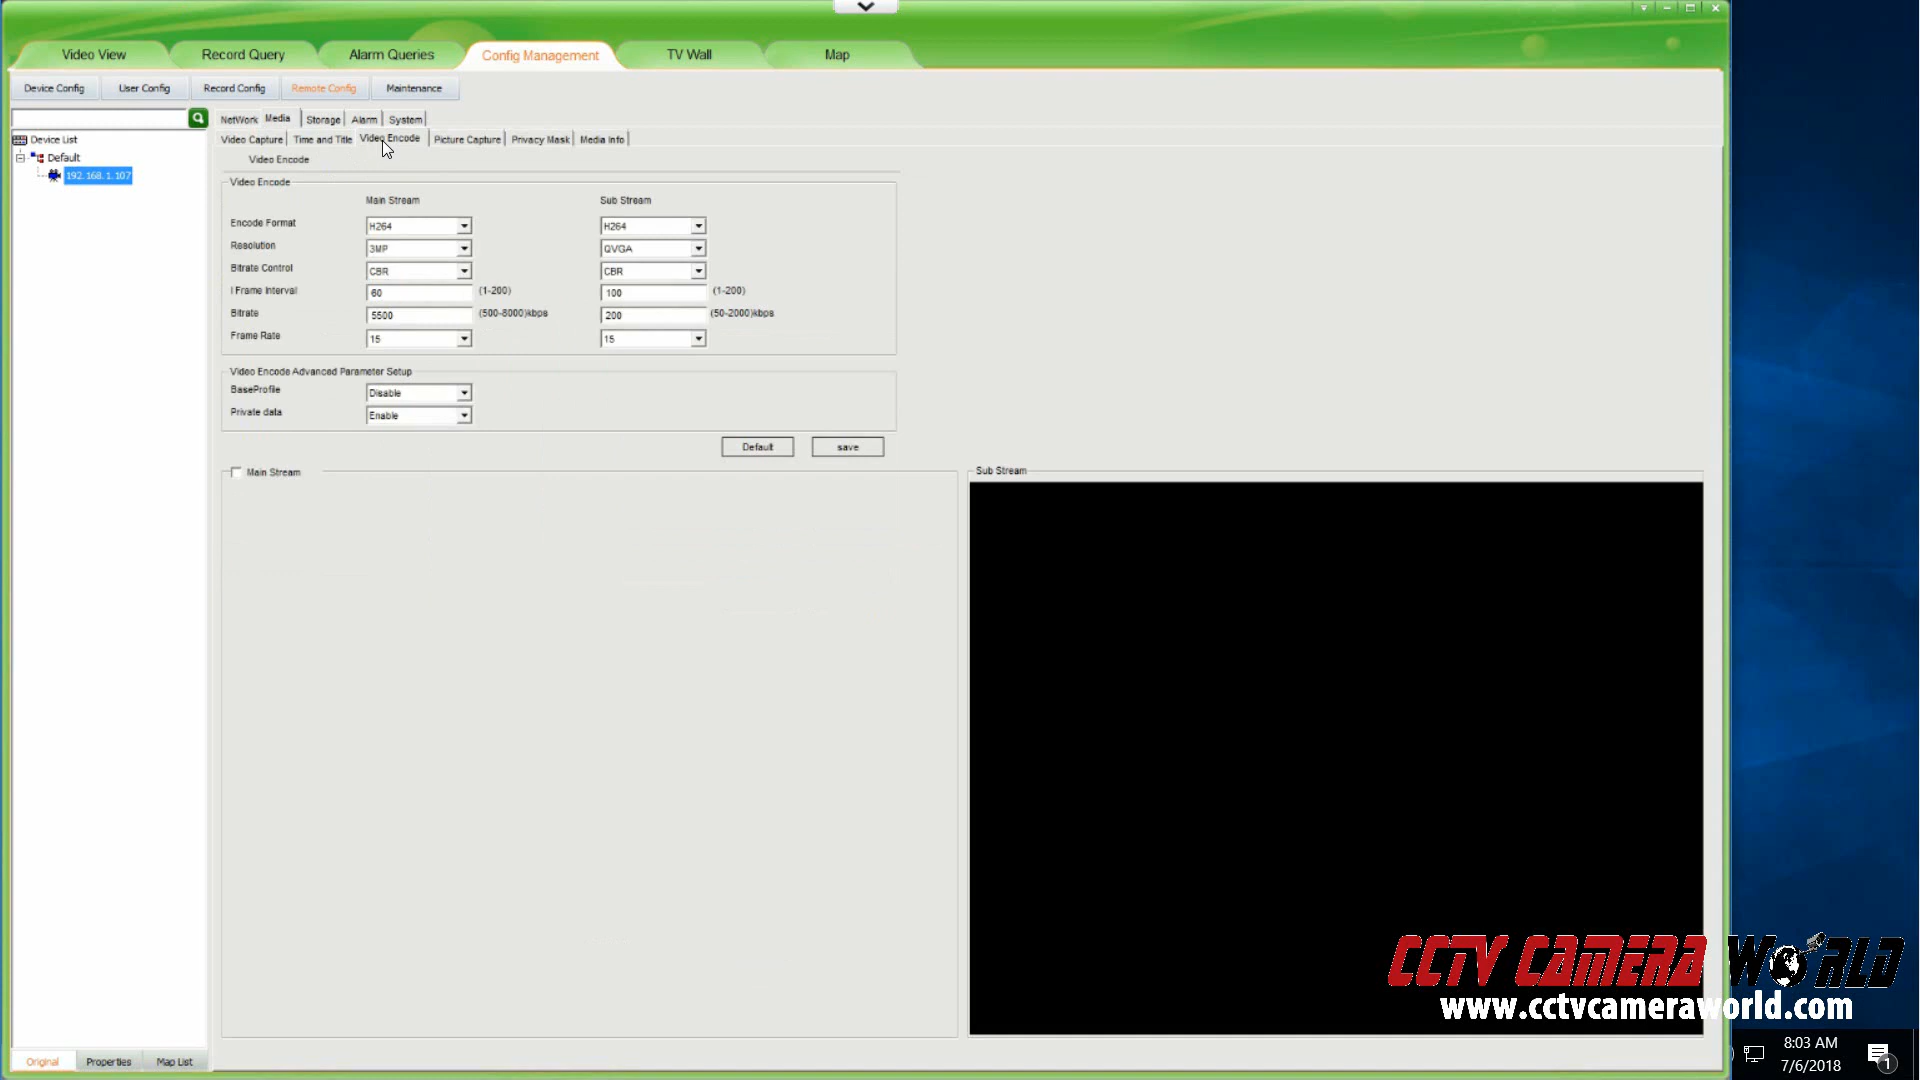 Video View Record Query Alarm Queries Config Management TV Wall Map
Device Config User Config Record Config Remote Config Maintenance
NetWork Media Storage Alarm System
Video Capture Time and Title Video Encode Picture Capture Privacy Mask Media Info
Device List
Default
192.168.1.107
Video Encode
Video Encode
Main Stream Sub Stream
Encode Format H264 H264
Resolution 3MP QVGA
Bitrate Control CBR CBR
I Frame Interval 60 (1-200) 100 (1-200)
Bitrate 5500 (500-8000)kbps 200 (50-2000)kbps
Frame Rate 15 15
Video Encode Advanced Parameter Setup
BaseProfile Disable
Private data Enable
Default save
Main Stream Sub Stream
CCTV CAMERA WORLD
www.cctvcameraworld.com
Original Properties Map List
8:03 AM
7/6/2018
1